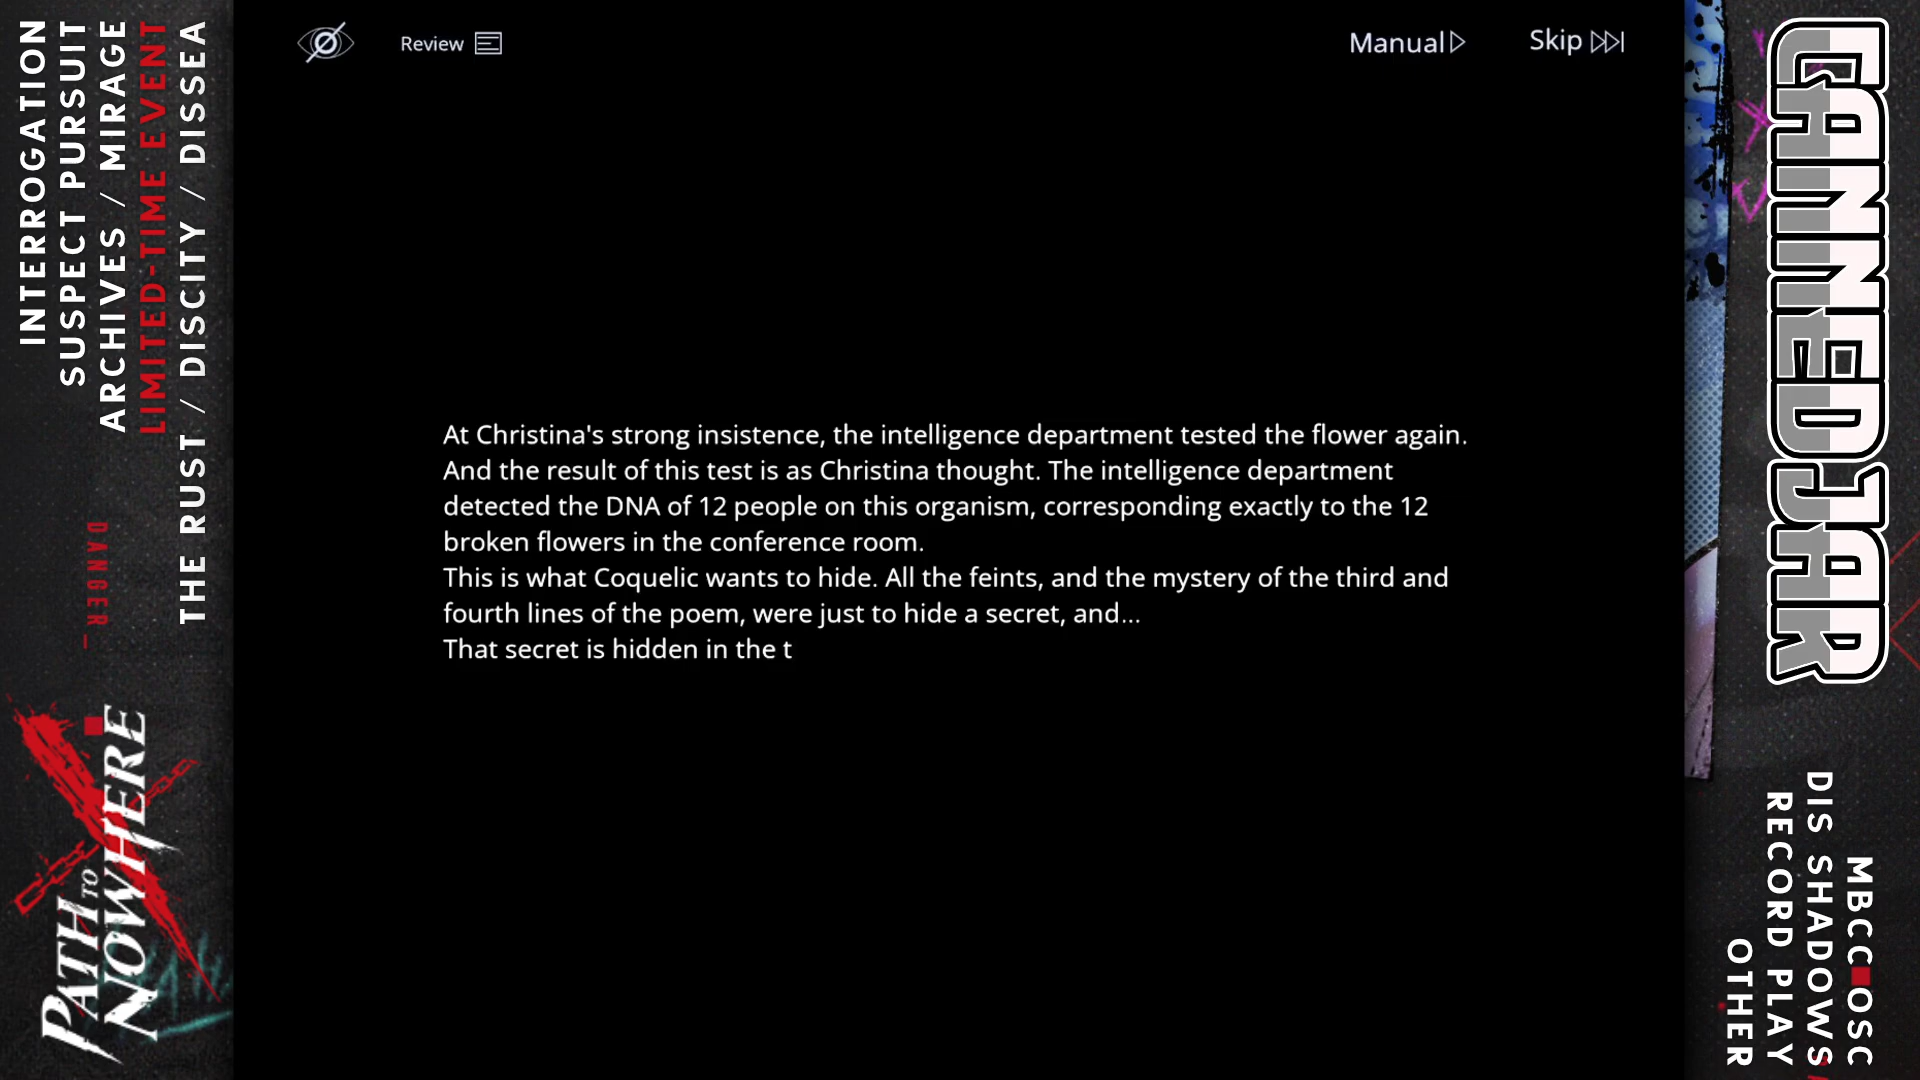 INTERROGATION
SUSPECT PURSUIT
ARCHIVES / MIRAGE
LIMITED-TIME EVENT
THE RUST / DISCITY / DISSEA
DANGER_
PATH TO NOWHERE
Review
Manual
Skip
At Christina's strong insistence, the intelligence department tested the flower again.
And the result of this test is as Christina thought. The intelligence department
detected the DNA of 12 people on this organism, corresponding exactly to the 12
broken flowers in the conference room.
This is what Coquelic wants to hide. All the feints, and the mystery of the third and
fourth lines of the poem, were just to hide a secret, and...
That secret is hidden in the t
CANNEDJAR
MBCC OSC
DIS SHADOWS
RECORD PLAY
OTHER